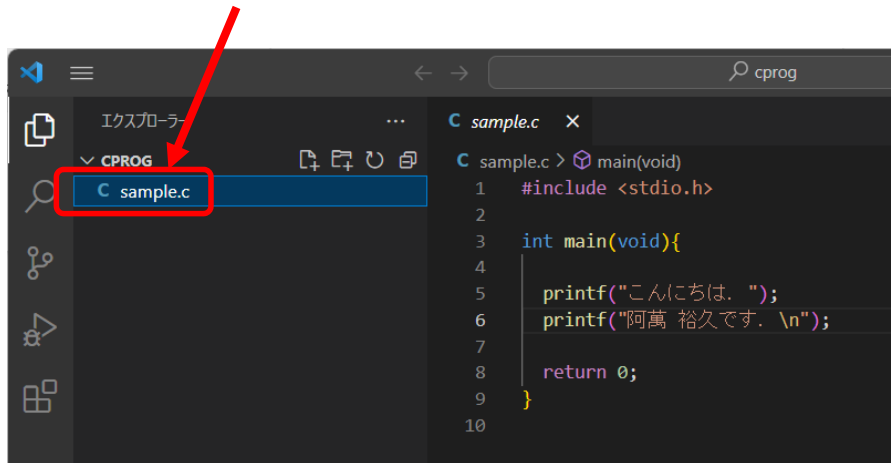 cprog
エクスプローラー
CPROG
C sample.c
C sample.c
C sample.c > main(void)
1 #include <stdio.h>
2
3 int main(void){
4
5 printf("こんにちは．");
6 printf("阿萬 裕久です．\n");
7
8 return 0;
9 }
10